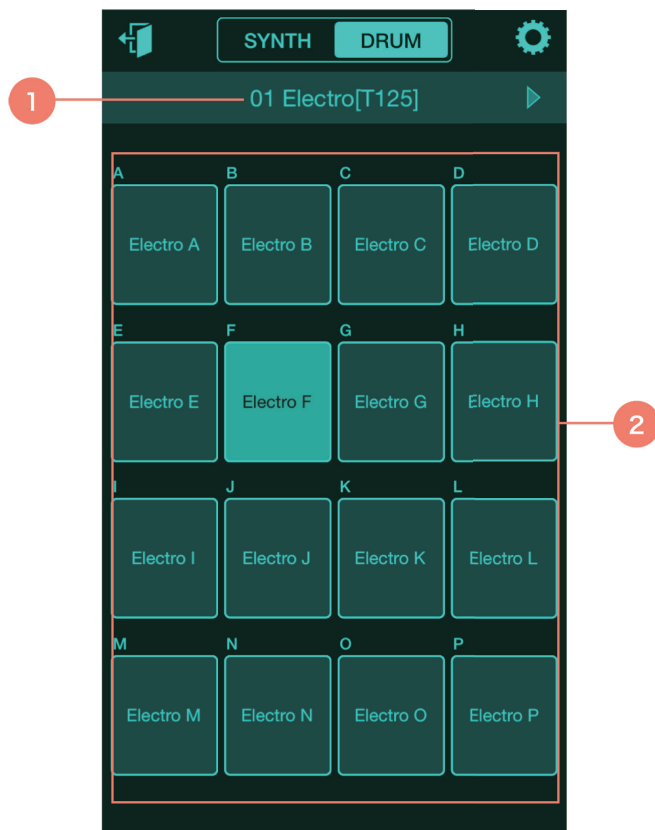 SYNTH DRUM
1 01 Electro[T125]
A B C D
Electro A Electro B Electro C Electro D
E F G H
Electro E Electro F Electro G Electro H
2
I J K L
Electro I Electro J Electro K Electro L
M N O P
Electro M Electro N Electro O Electro P